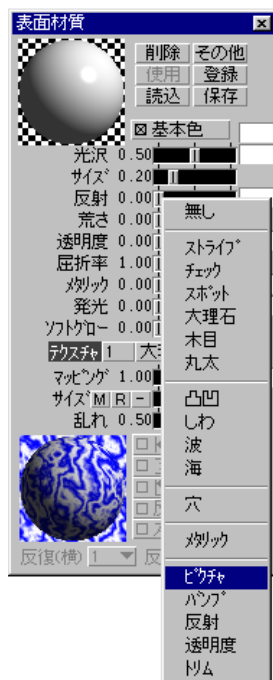 表面材質
削除 その他
使用 登録
読込 保存
基本色
光沢 0.50
ｻｲｽﾞ 0.20
反射 0.00
荒さ 0.00
透明度 0.00
屈折率 1.00
ﾒﾀﾘｯｸ 0.00
発光 0.00
ｿﾌﾄｸﾞﾛｰ 0.00
ﾃｸｽﾁｬ 1
ﾏｯﾋﾟﾝｸﾞ 1.00
ｻｲｽﾞ M R -
乱れ 0.50
反復(横) 1 反
無し
ｽﾄﾗｲﾌﾟ
ﾁｪｯｸ
ｽﾎﾟｯﾄ
大理石
木目
丸太
凸凹
しわ
波
海
穴
ﾒﾀﾘｯｸ
ﾋﾟｸﾁｬ
ﾊﾞﾝﾌﾟ
反射
透明度
ﾄﾘﾑ